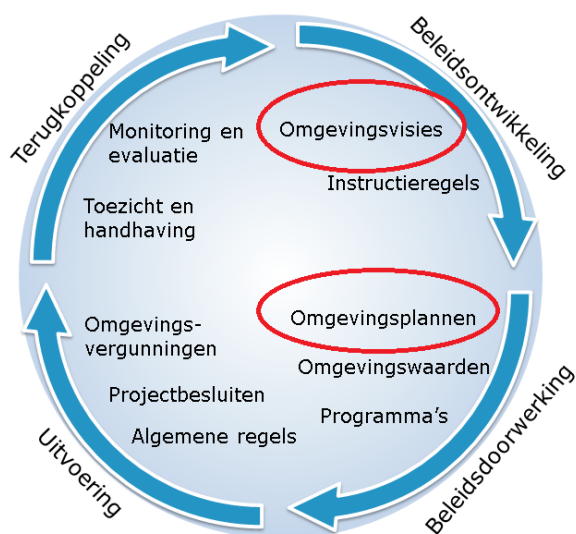 Beleidsontwikkeling
Omgevingsvisies
Instructieregels
Omgevingsplannen
Omgevingswaarden
Programma’s
Beleidsdoorwerking
Omgevings-
vergunningen
Projectbesluiten
Algemene regels
Uitvoering
Terugkoppeling
Monitoring en
evaluatie
Toezicht en
handhaving